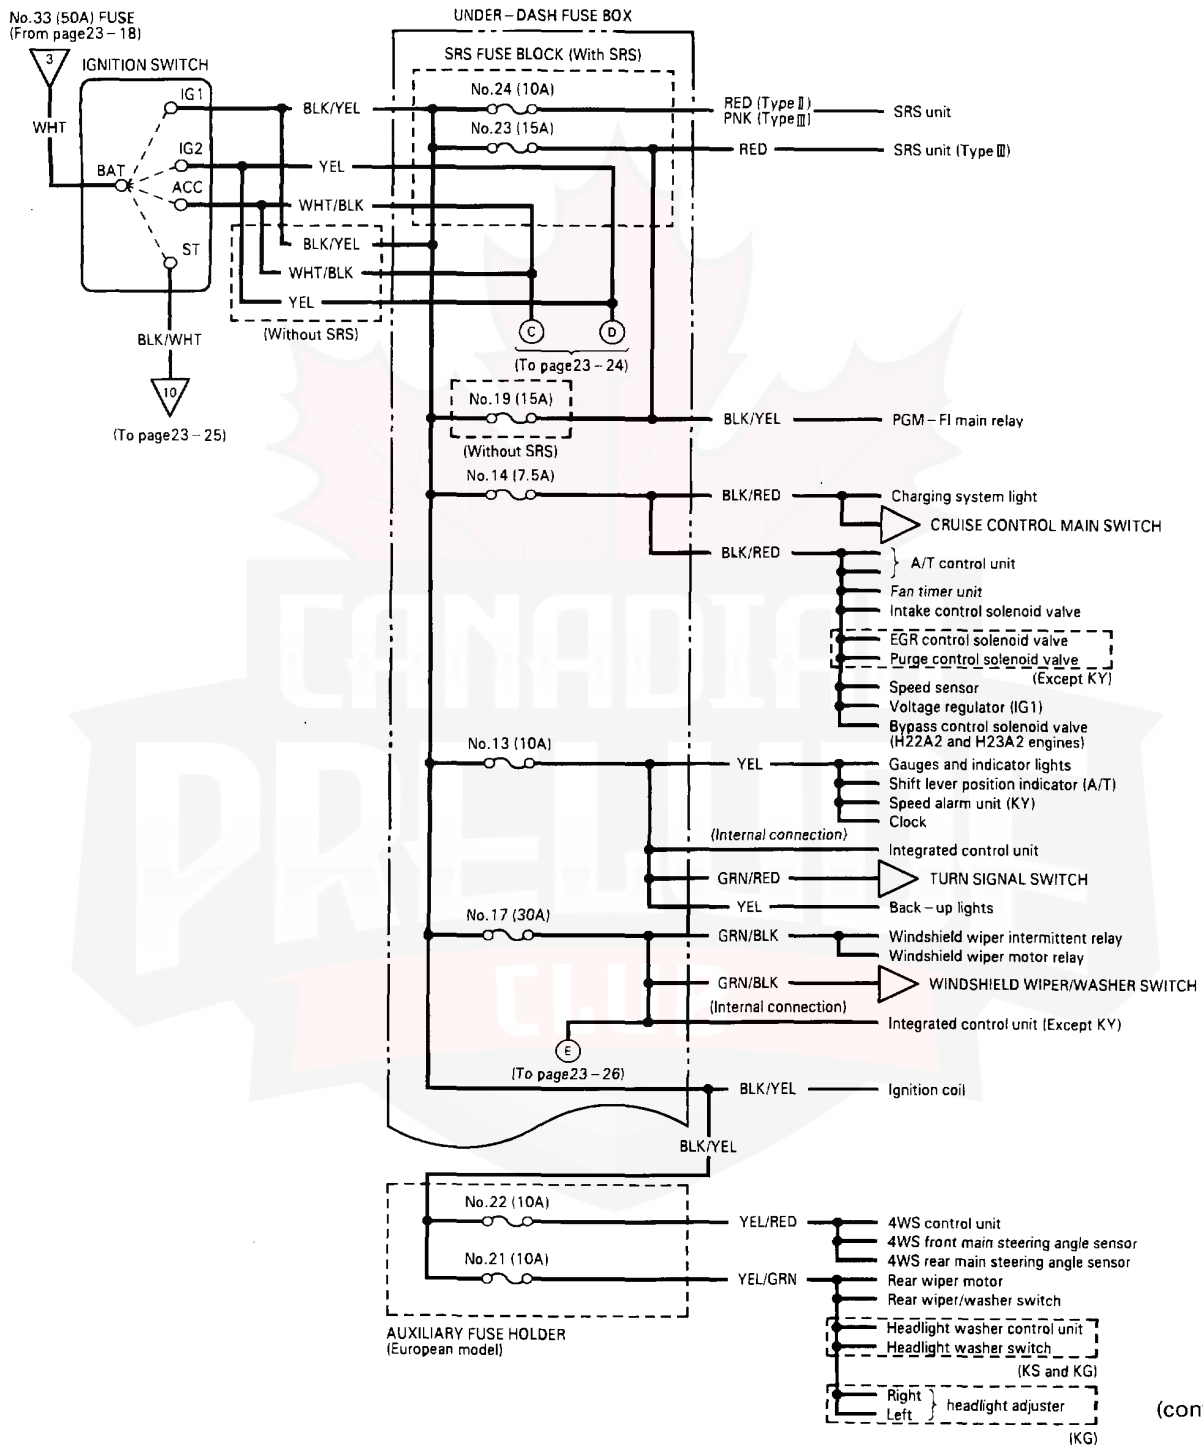 No.33 (50A) FUSE
(From page23-18)
3
WHT
IGNITION SWITCH
IG1
IG2
BAT
ACC
ST
BLK/WHT
10
(To page23-25)
UNDER-DASH FUSE BOX
SRS FUSE BLOCK (With SRS)
BLK/YEL
No.24 (10A)
RED (Type II)
PNK (Type III)
SRS unit
No.23 (15A)
RED
SRS unit (Type III)
YEL
WHT/BLK
BLK/YEL
WHT/BLK
YEL
(Without SRS)
C
D
(To page23-24)
No.19 (15A)
(Without SRS)
BLK/YEL
PGM-FI main relay
No.14 (7.5A)
BLK/RED
Charging system light
CRUISE CONTROL MAIN SWITCH
BLK/RED
A/T control unit
Fan timer unit
Intake control solenoid valve
EGR control solenoid valve
Purge control solenoid valve
(Except KY)
Speed sensor
Voltage regulator (IG1)
Bypass control solenoid valve
(H22A2 and H23A2 engines)
No.13 (10A)
YEL
Gauges and indicator lights
Shift lever position indicator (A/T)
Speed alarm unit (KY)
Clock
(Internal connection)
Integrated control unit
GRN/RED
TURN SIGNAL SWITCH
YEL
Back-up lights
No.17 (30A)
GRN/BLK
Windshield wiper intermittent relay
Windshield wiper motor relay
GRN/BLK
WINDSHIELD WIPER/WASHER SWITCH
(Internal connection)
Integrated control unit (Except KY)
E
(To page23-26)
BLK/YEL
Ignition coil
BLK/YEL
No.22 (10A)
YEL/RED
4WS control unit
4WS front main steering angle sensor
4WS rear main steering angle sensor
No.21 (10A)
YEL/GRN
Rear wiper motor
Rear wiper/washer switch
Headlight washer control unit
Headlight washer switch
(KS and KG)
Right
Left
headlight adjuster
(KG)
AUXILIARY FUSE HOLDER
(European model)
(con
CANADIAN
PRELUDE
CLUB